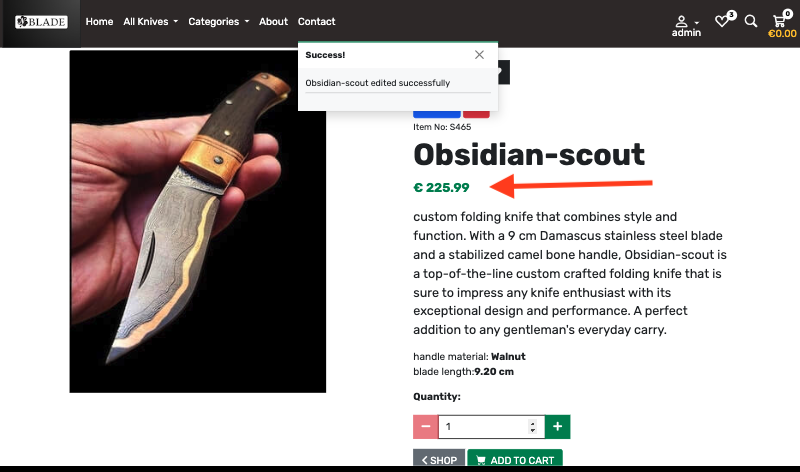 BLADE
Home All Knives Categories About Contact
admin
3
0
€0.00
Success!
Obsidian-scout edited successfully
Item No: S465
Obsidian-scout
€ 225.99
custom folding knife that combines style and
function. With a 9 cm Damascus stainless steel blade
and a stabilized camel bone handle, Obsidian-scout is
a top-of-the-line custom crafted folding knife that is
sure to impress any knife enthusiast with its
exceptional design and performance. A perfect
addition to any gentleman's everyday carry.
handle material: Walnut
blade length:9.20 cm
Quantity:
1
SHOP
ADD TO CART